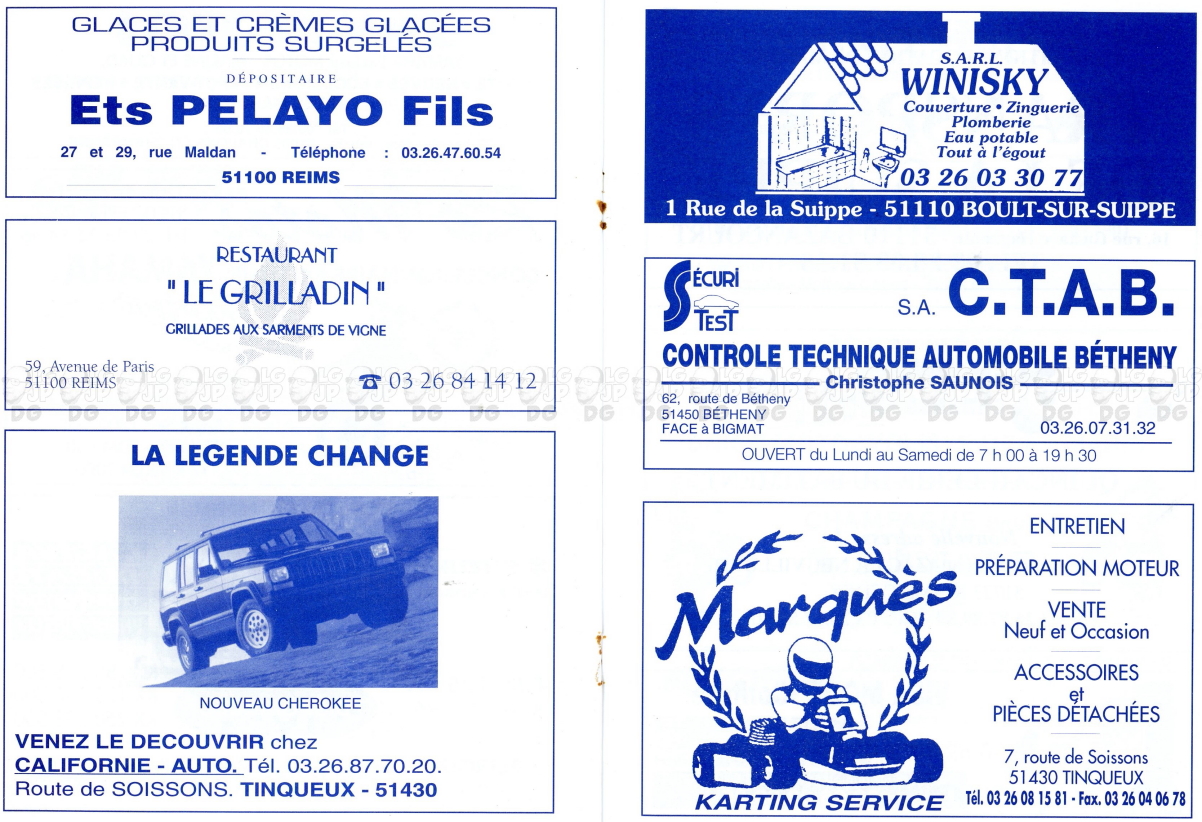 GLACES ET CRÈMES GLACÉES
PRODUITS SURGELÉS
DÉPOSITAIRE
Ets PELAYO Fils
27 et 29, rue Maldan - Téléphone : 03.26.47.60.54
51100 REIMS
RESTAURANT
" LE GRILLADIN "
GRILLADES AUX SARMENTS DE VIGNE
59, Avenue de Paris
51100 REIMS
☎ 03 26 84 14 12
LA LEGENDE CHANGE
NOUVEAU CHEROKEE
VENEZ LE DECOUVRIR chez
CALIFORNIE - AUTO. Tél. 03.26.87.70.20.
Route de SOISSONS. TINQUEUX - 51430
S.A.R.L.
WINISKY
Couverture • Zinguerie
Plomberie
Eau potable
Tout à l'égout
03 26 03 30 77
1 Rue de la Suippe - 51110 BOULT-SUR-SUIPPE
SÉCURI
TEST
S.A. C.T.A.B.
CONTROLE TECHNIQUE AUTOMOBILE BÉTHENY
Christophe SAUNOIS
62, route de Bétheny
51450 BÉTHENY
FACE à BIGMAT
03.26.07.31.32
OUVERT du Lundi au Samedi de 7 h 00 à 19 h 30
Marquès
1
KARTING SERVICE
ENTRETIEN
PRÉPARATION MOTEUR
VENTE
Neuf et Occasion
ACCESSOIRES
et
PIÈCES DÉTACHÉES
7, route de Soissons
51430 TINQUEUX
Tél. 03 26 08 15 81 - Fax. 03 26 04 06 78